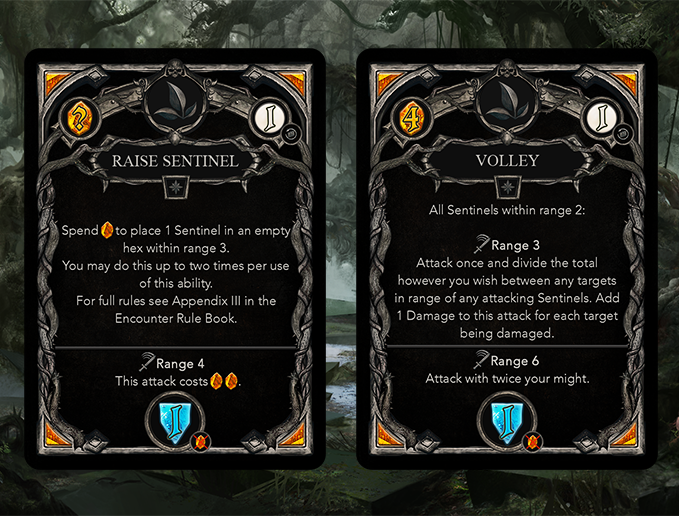 ?
I
RAISE SENTINEL
Spend to place 1 Sentinel in an empty
hex within range 3.
You may do this up to two times per use
of this ability.
For full rules see Appendix III in the
Encounter Rule Book.
Range 4
This attack costs .
I
4
I
VOLLEY
All Sentinels within range 2:
Range 3
Attack once and divide the total
however you wish between any targets
in range of any attacking Sentinels. Add
1 Damage to this attack for each target
being damaged.
Range 6
Attack with twice your might.
I